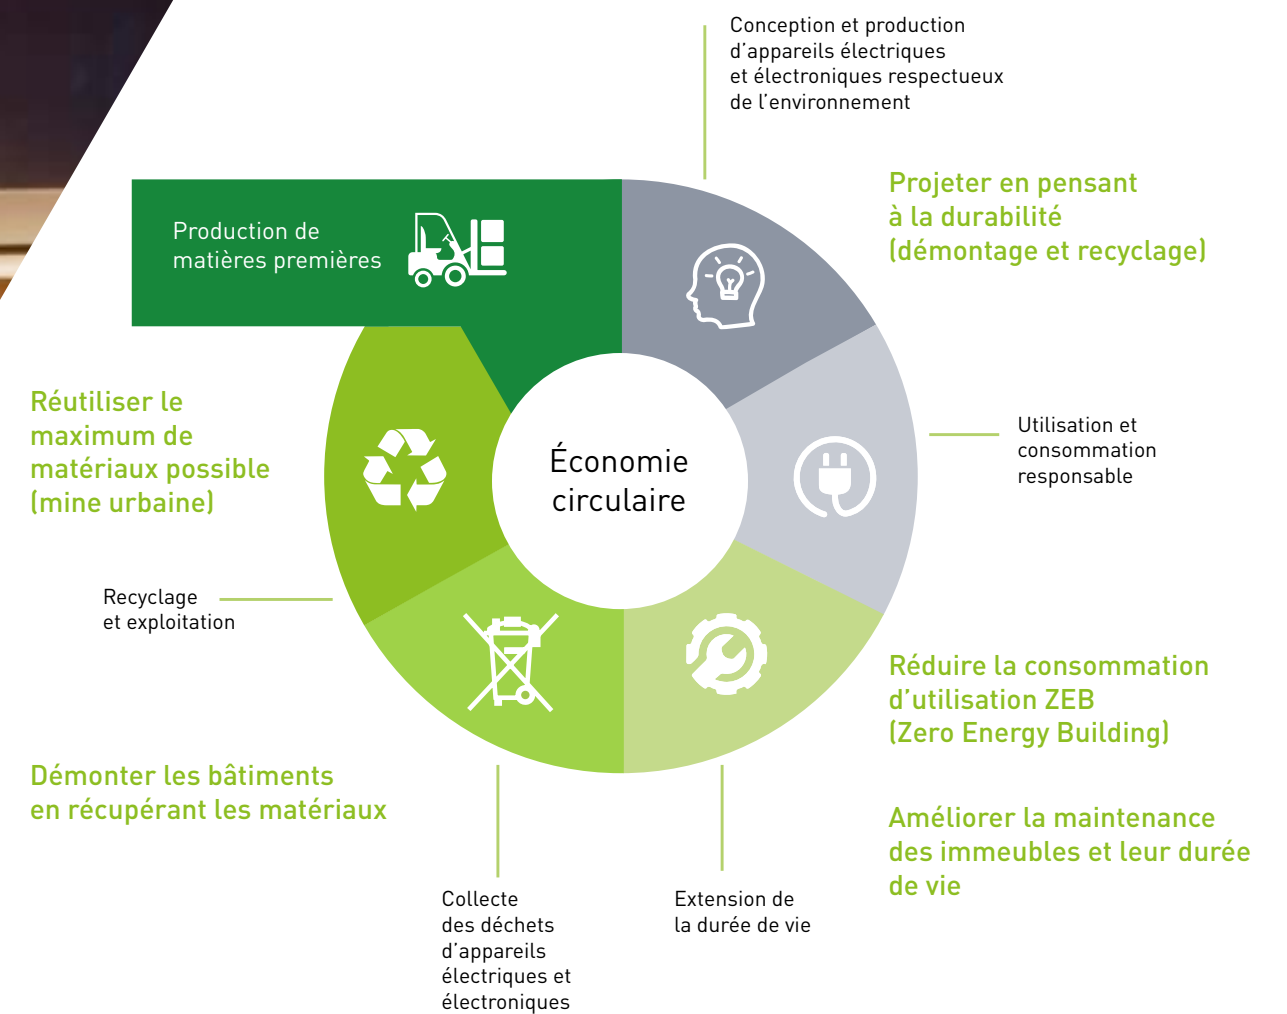 Conception et production
d’appareils électriques
et électroniques respectueux
de l’environnement
Projeter en pensant
à la durabilité
(démontage et recyclage)
Production de
matières premières
Réutiliser le
maximum de
matériaux possible
(mine urbaine)
Économie
circulaire
Utilisation et
consommation
responsable
Recyclage
et exploitation
Réduire la consommation
d’utilisation ZEB
(Zero Energy Building)
Démonter les bâtiments
en récupérant les matériaux
Améliorer la maintenance
des immeubles et leur durée
de vie
Collecte
des déchets
d’appareils
électriques et
électroniques
Extension de
la durée de vie